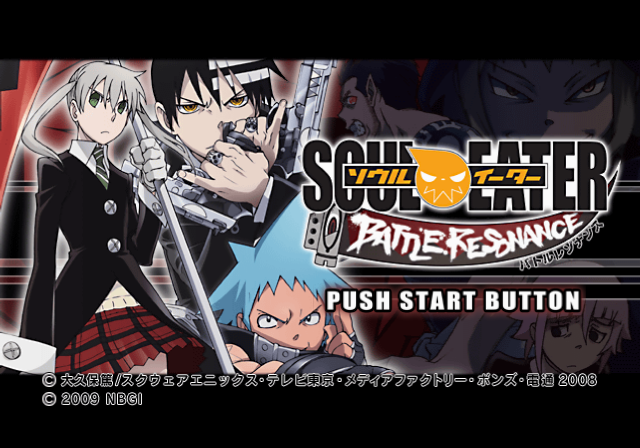 SOUL EATER
ソウルイーター
BATTLE RESONANCE
バトルレゾナンス
PUSH START BUTTON
© 大久保篤/スクウェアエニックス・テレビ東京・メディアファクトリー・ボンズ・電通 2008
© 2009 NBGI